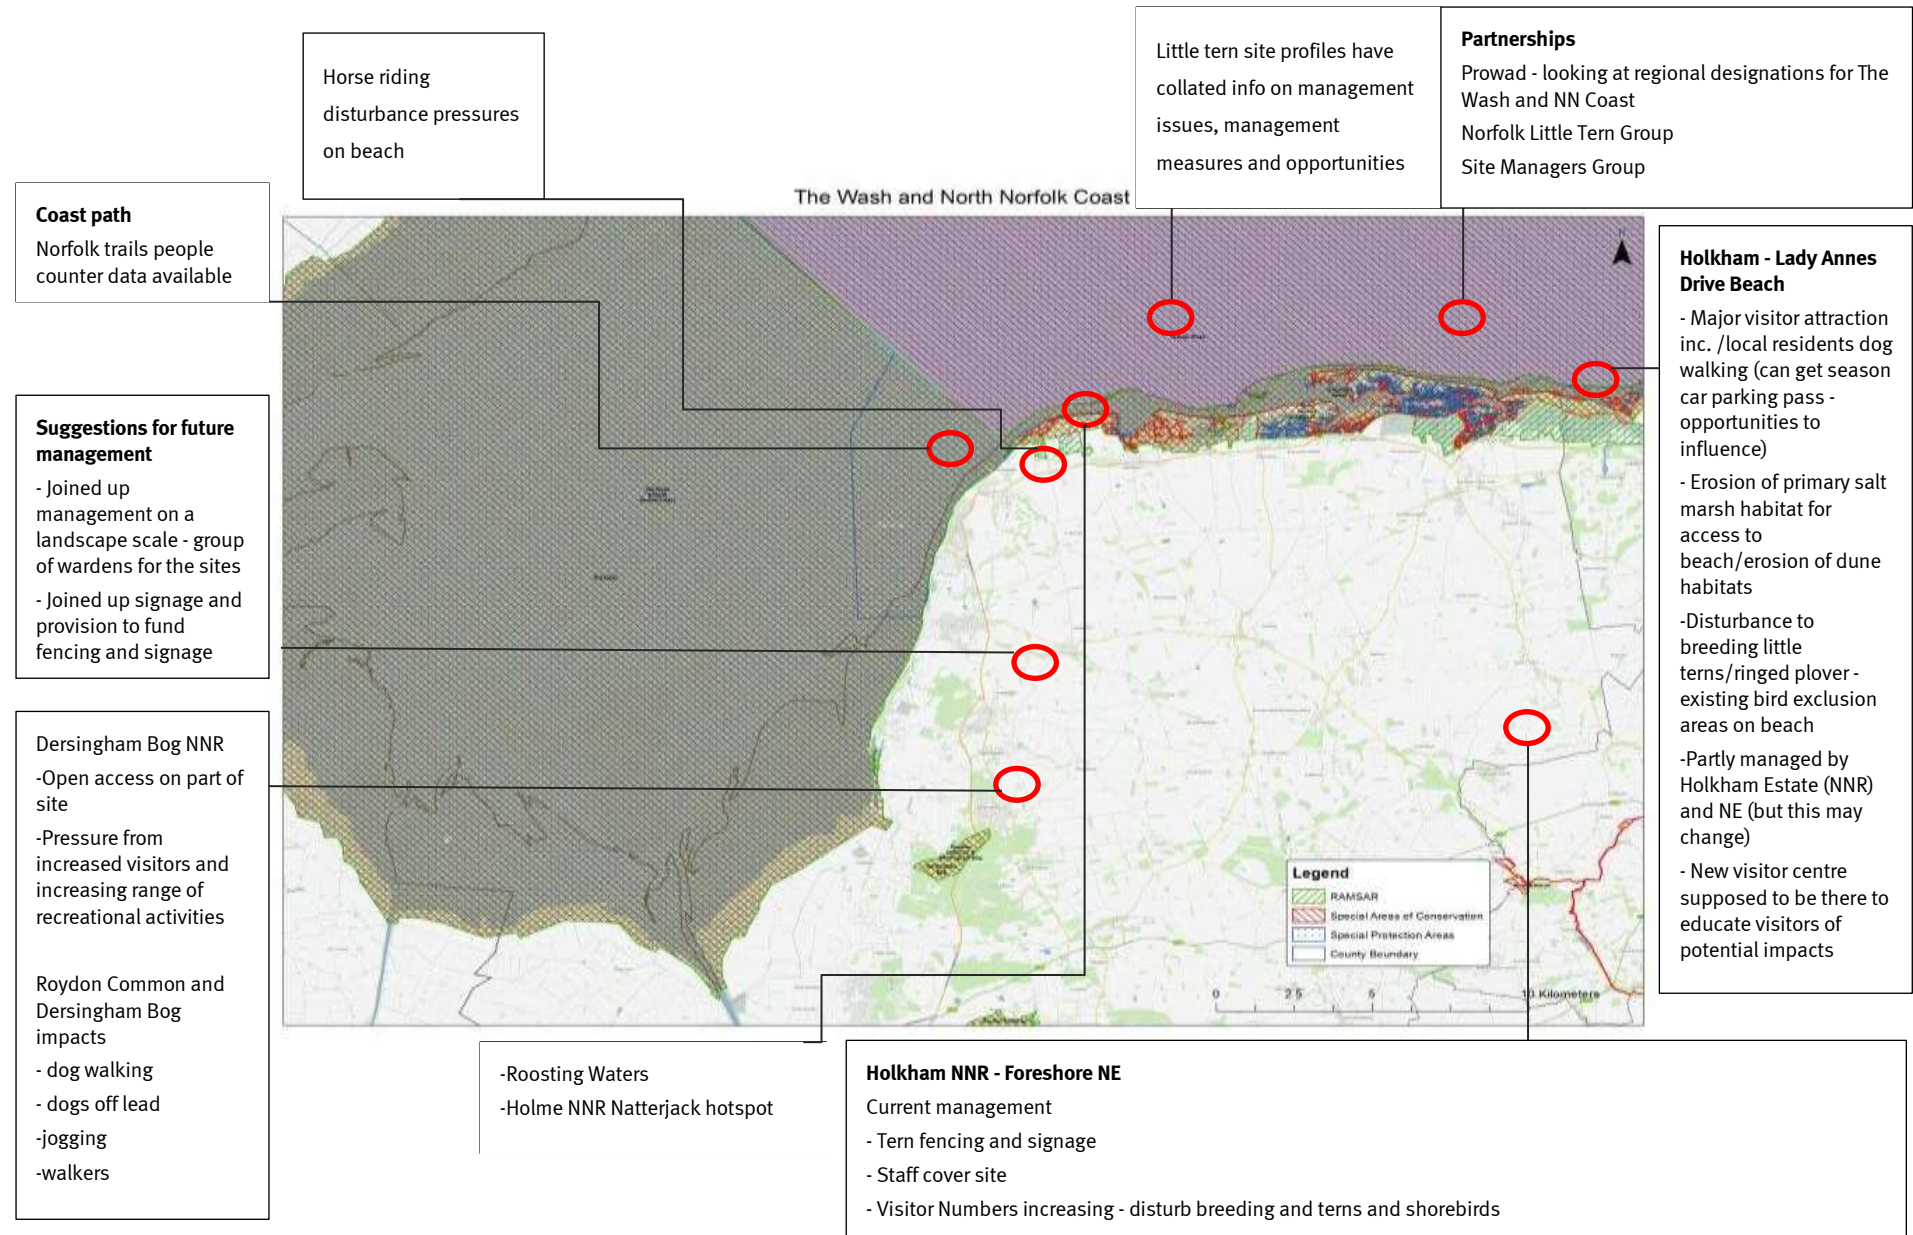 Horse riding
disturbance pressures
on beach
Little tern site profiles have
collated info on management
issues, management
measures and opportunities
Partnerships
Prowad - looking at regional designations for The
Wash and NN Coast
Norfolk Little Tern Group
Site Managers Group
The Wash and North Norfolk Coast
Coast path
Norfolk trails people
counter data available
Suggestions for future
management
- Joined up
management on a
landscape scale - group
of wardens for the sites
- Joined up signage and
provision to fund
fencing and signage
Dersingham Bog NNR
-Open access on part of
site
-Pressure from
increased visitors and
increasing range of
recreational activities
Roydon Common and
Dersingham Bog
impacts
- dog walking
- dogs off lead
-jogging
-walkers
Holkham - Lady Annes
Drive Beach
- Major visitor attraction
inc. /local residents dog
walking (can get season
car parking pass -
opportunities to
influence)
- Erosion of primary salt
marsh habitat for
access to
beach/erosion of dune
habitats
-Disturbance to
breeding little
terns/ringed plover -
existing bird exclusion
areas on beach
-Partly managed by
Holkham Estate (NNR)
and NE (but this may
change)
- New visitor centre
supposed to be there to
educate visitors of
potential impacts
Legend
RAMSAR
Special Areas of Conservation
Special Protection Areas
County Boundary
0 2.5 5 10 Kilometers
-Roosting Waters
-Holme NNR Natterjack hotspot
Holkham NNR - Foreshore NE
Current management
- Tern fencing and signage
- Staff cover site
- Visitor Numbers increasing - disturb breeding and terns and shorebirds